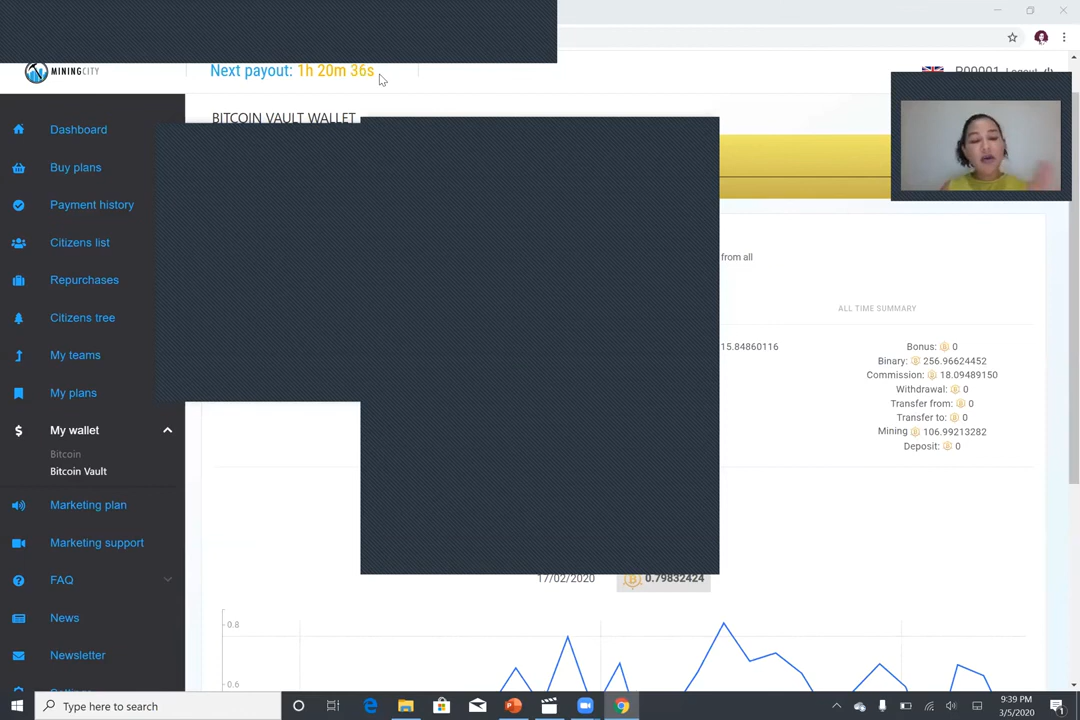 MININGCITY
Next payout: 1h 20m 36s
BITCOIN VAULT WALLET
Dashboard
Buy plans
Payment history
Citizens list
Repurchases
Citizens tree
My teams
My plans
$ My wallet
Bitcoin
Bitcoin Vault
Marketing plan
Marketing support
FAQ
News
Newsletter
from all
ALL TIME SUMMARY
15.84860116
Bonus: 0
Binary: 256.96624452
Commission: 18.09489150
Withdrawal: 0
Transfer from: 0
Transfer to: 0
Mining 106.99213282
Deposit: 0
17/02/2020 0.79832424
0.8
0.6
Type here to search
9:39 PM
3/5/2020